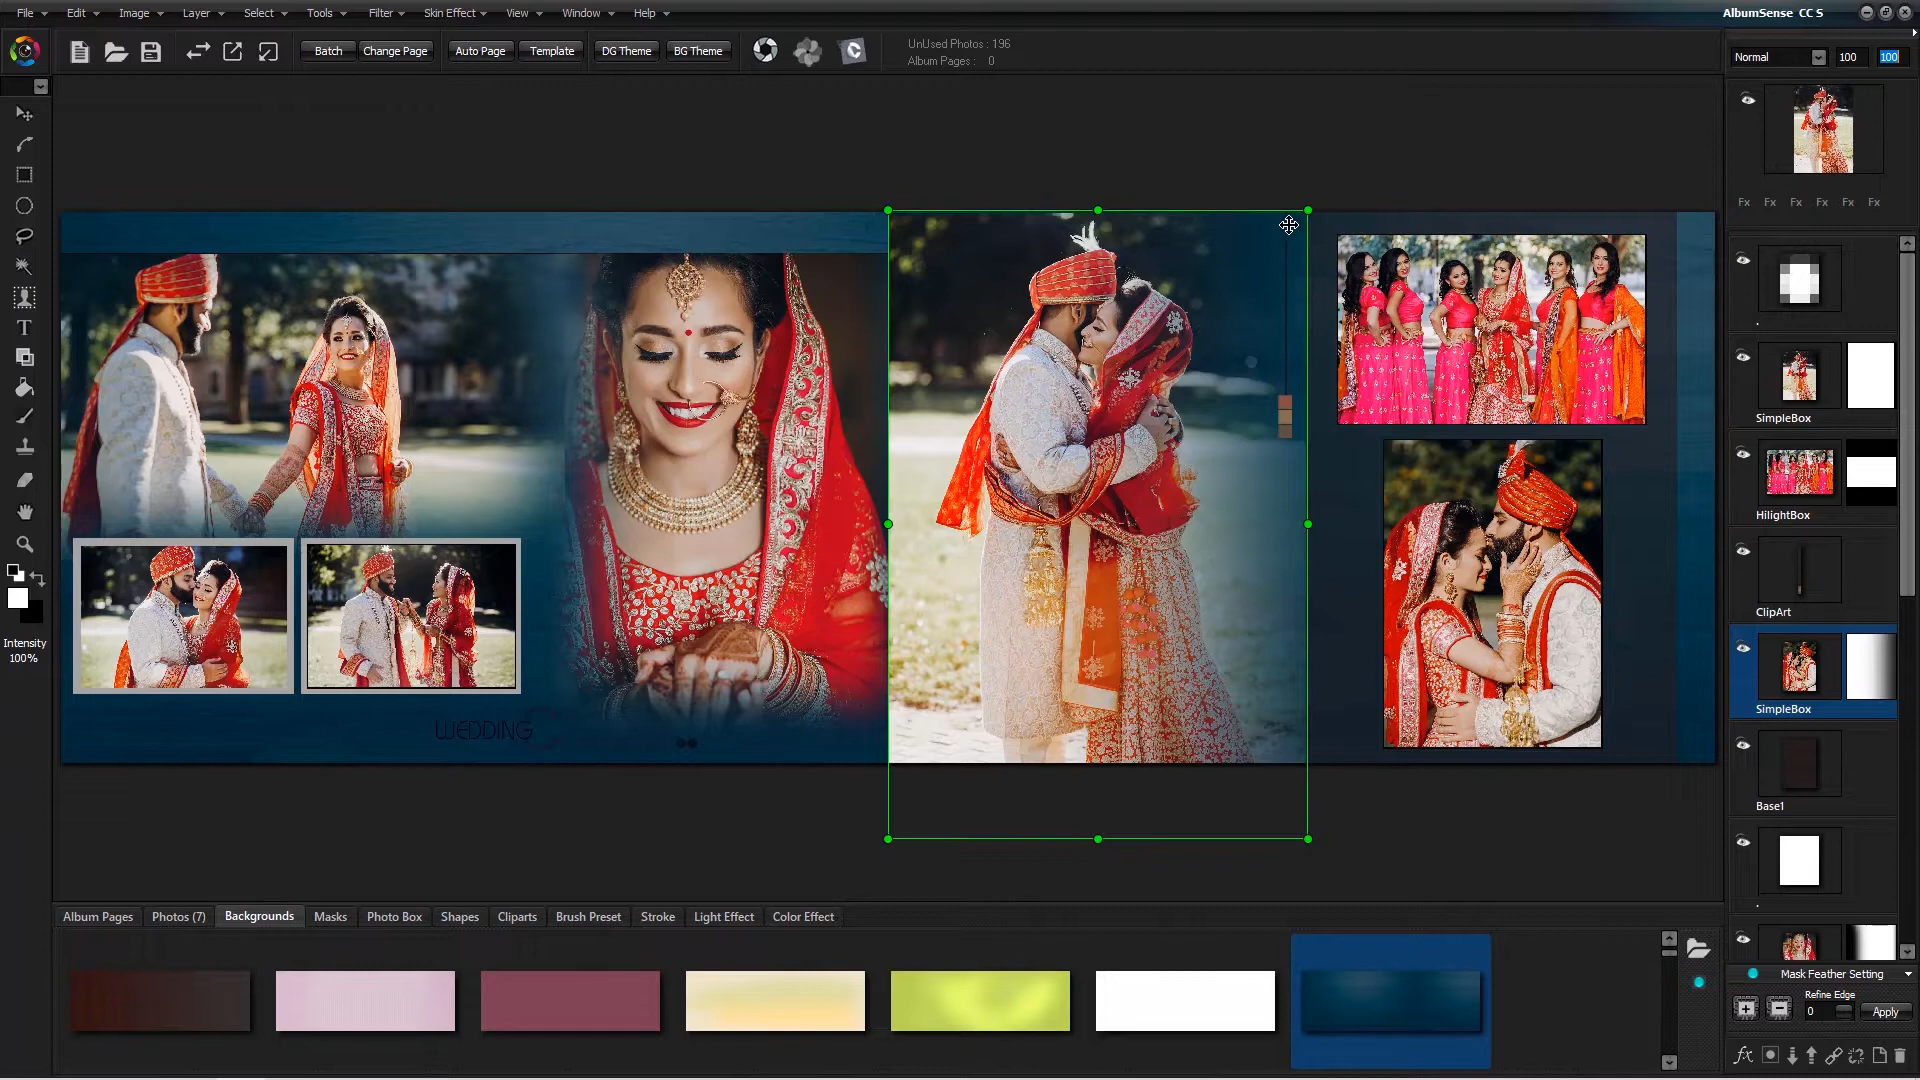 File Edit Image Layer Select Tools Filter Skin Effect View Window Help
AlbumSense CC S
Batch Change Page Auto Page Template DG Theme BG Theme
UnUsed Photos : 196
Album Pages : 0
Normal 100 100
Fx Fx Fx Fx Fx Fx
SimpleBox
HilightBox
ClipArt
SimpleBox
Base1
T
Intensity
100%
WEDDING
Album Pages Photos (7) Backgrounds Masks Photo Box Shapes Cliparts Brush Preset Stroke Light Effect Color Effect
Mask Feather Setting
Refine Edge
0 Apply
fx